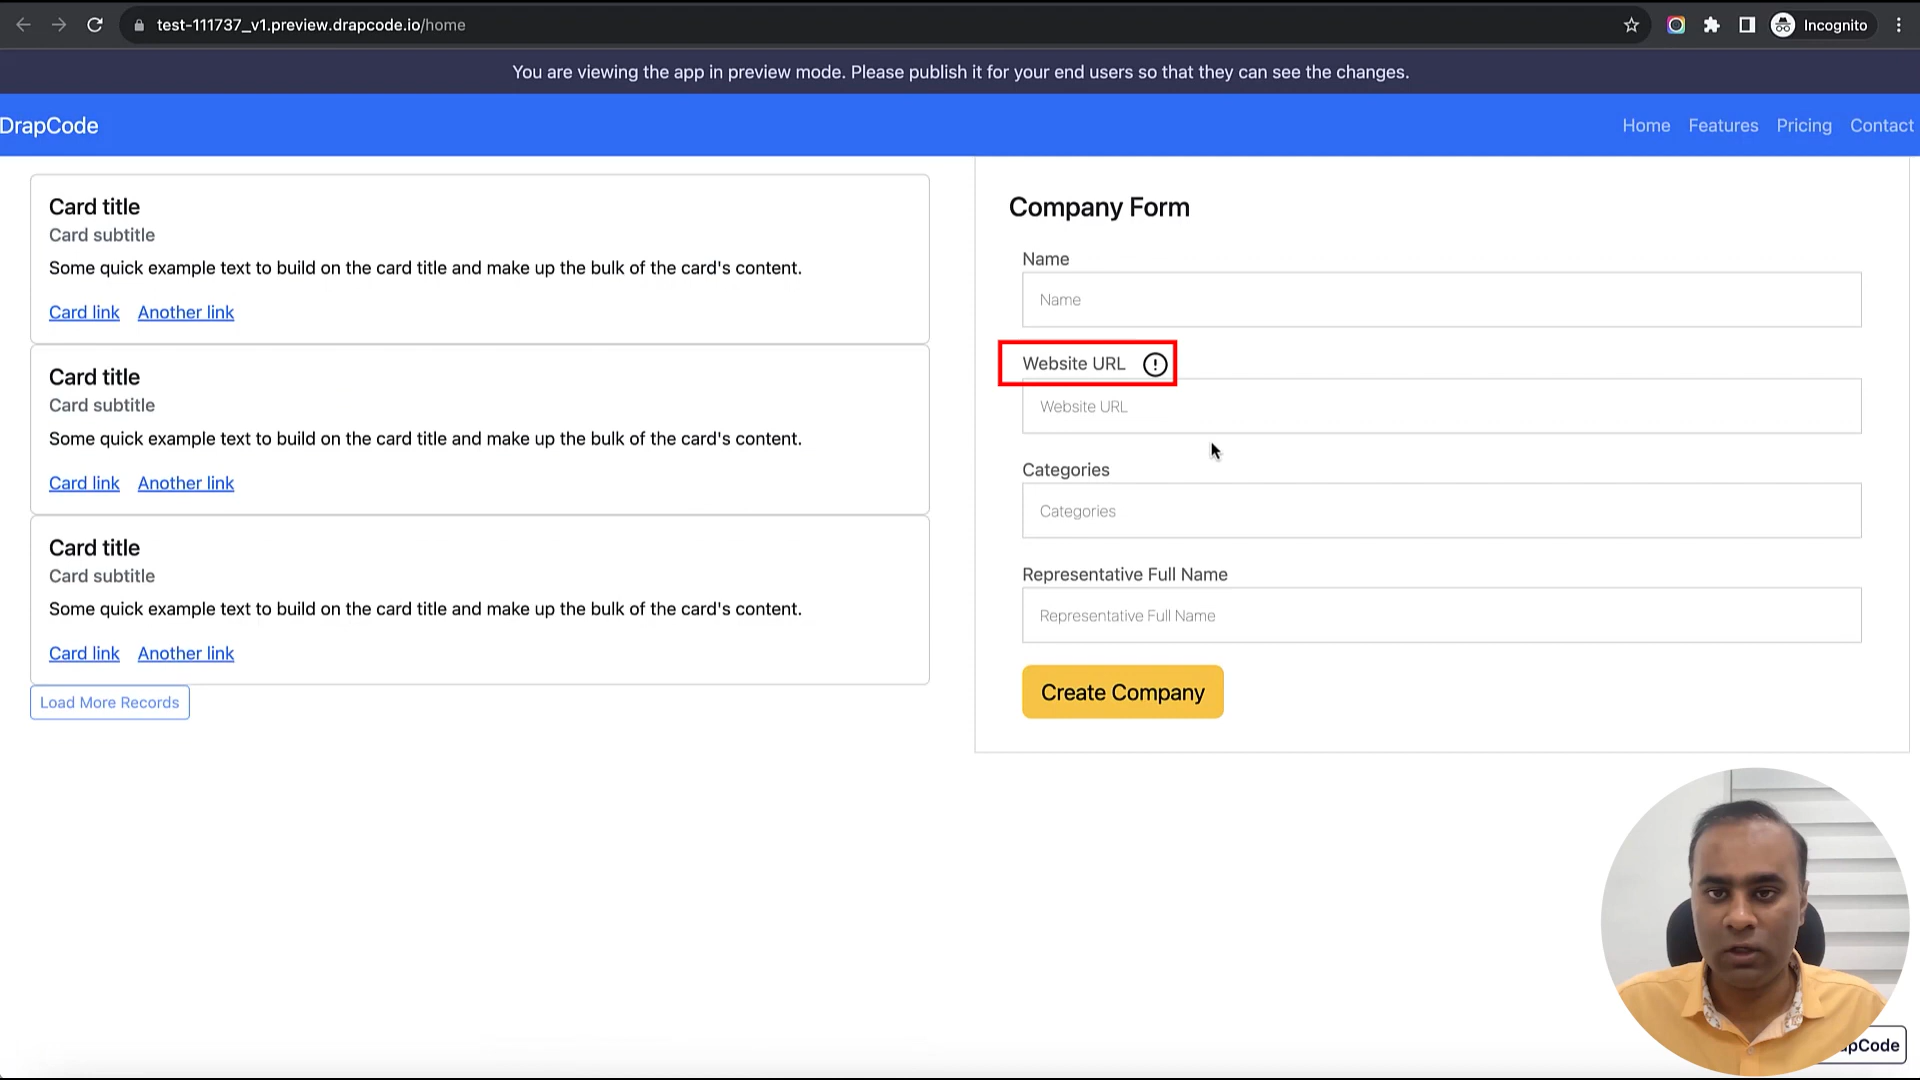 test-111737_v1.preview.drapcode.io/home
Incognito
You are viewing the app in preview mode. Please publish it for your end users so that they can see the changes.
DrapCode
Home Features Pricing Contact
Card title
Card subtitle
Some quick example text to build on the card title and make up the bulk of the card's content.
Card link Another link
Card title
Card subtitle
Some quick example text to build on the card title and make up the bulk of the card's content.
Card link Another link
Card title
Card subtitle
Some quick example text to build on the card title and make up the bulk of the card's content.
Card link Another link
Load More Records
Company Form
Name
Name
Website URL
Website URL
Categories
Categories
Representative Full Name
Representative Full Name
Create Company
apCode